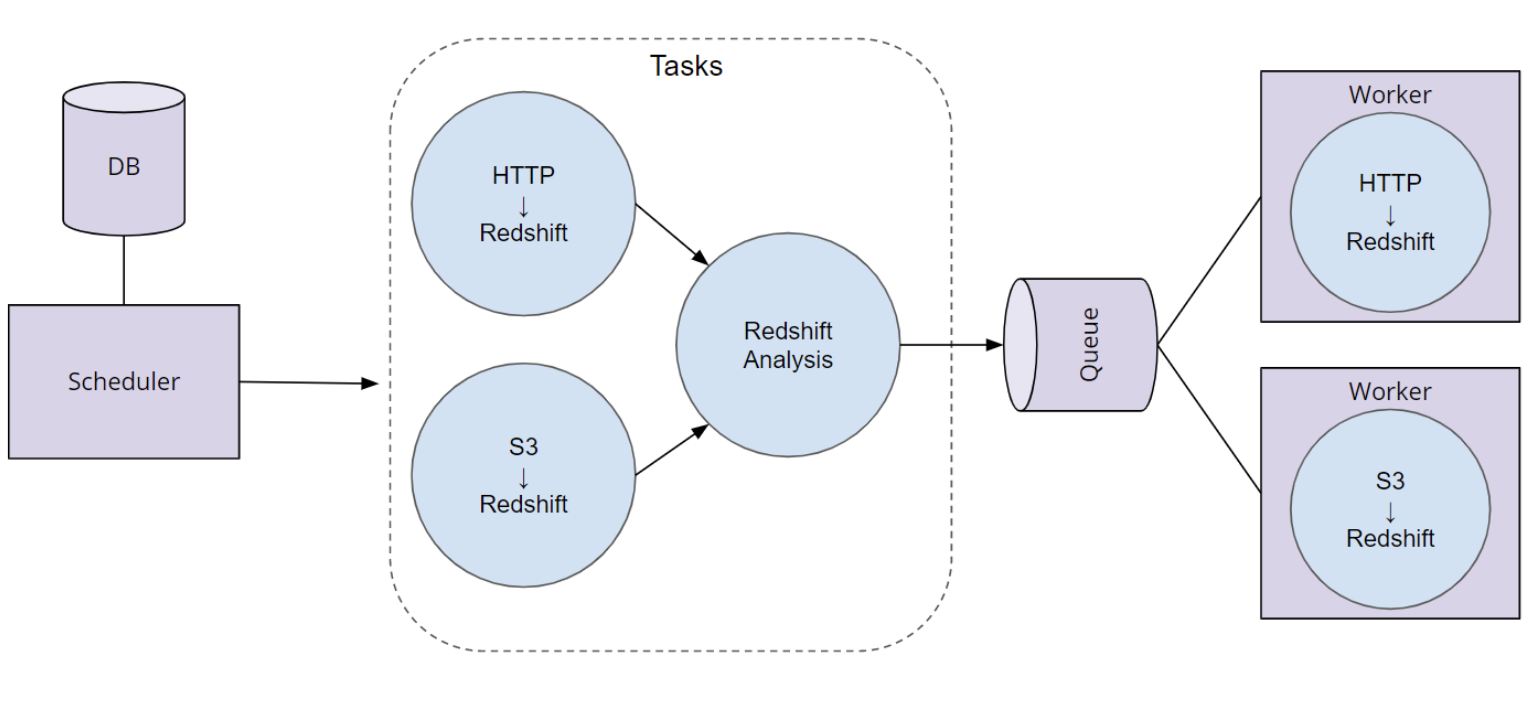 DB
Scheduler
Tasks
HTTP
↓
Redshift
S3
↓
Redshift
Redshift
Analysis
Queue
Worker
HTTP
↓
Redshift
Worker
S3
↓
Redshift